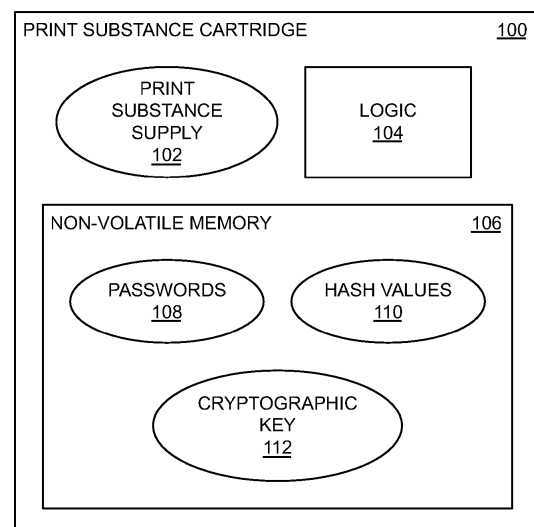 PRINT SUBSTANCE CARTRIDGE 100
PRINT
SUBSTANCE
SUPPLY
102
LOGIC
104
NON-VOLATILE MEMORY 106
PASSWORDS
108
HASH VALUES
110
CRYPTOGRAPHIC
KEY
112